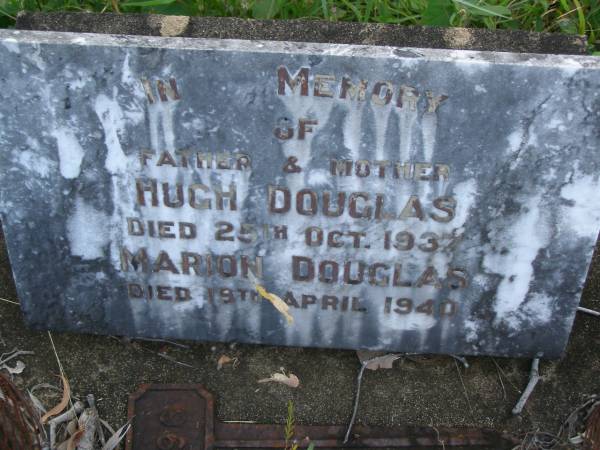 IN MEMORY
OF
FATHER & MOTHER
HUGH DOUGLAS
DIED 25TH OCT. 1937
MARION DOUGLAS
DIED 19TH APRIL 1940